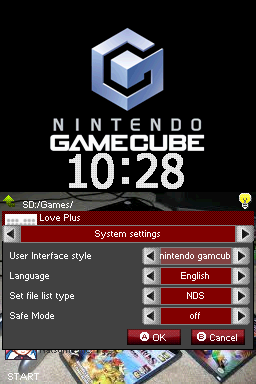 NINTENDO
GAMECUBE
10:28
SD:/Games/
Love Plus
System settings
User Interface style
nintendo gamcub
Language
English
Set file list type
NDS
Safe Mode
off
A OK
B Cancel
START